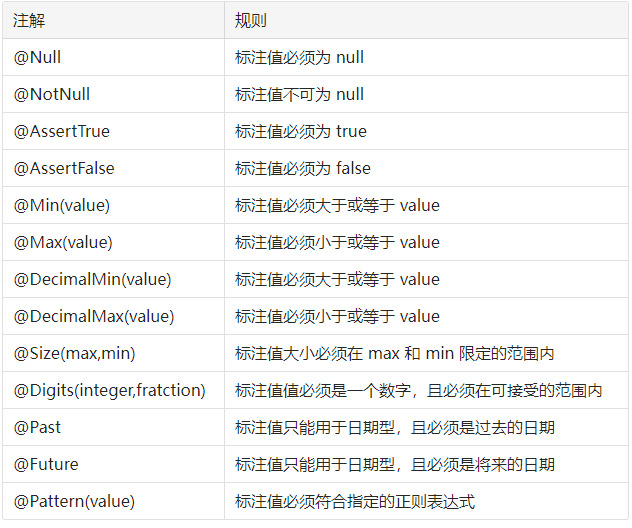 注解 规则
@Null 标注值必须为 null
@NotNull 标注值不可为 null
@AssertTrue 标注值必须为 true
@AssertFalse 标注值必须为 false
@Min(value) 标注值必须大于或等于 value
@Max(value) 标注值必须小于或等于 value
@DecimalMin(value) 标注值必须大于或等于 value
@DecimalMax(value) 标注值必须小于或等于 value
@Size(max,min) 标注值大小必须在 max 和 min 限定的范围内
@Digits(integer,fratction) 标注值值必须是一个数字，且必须在可接受的范围内
@Past 标注值只能用于日期型，且必须是过去的日期
@Future 标注值只能用于日期型，且必须是将来的日期
@Pattern(value) 标注值必须符合指定的正则表达式